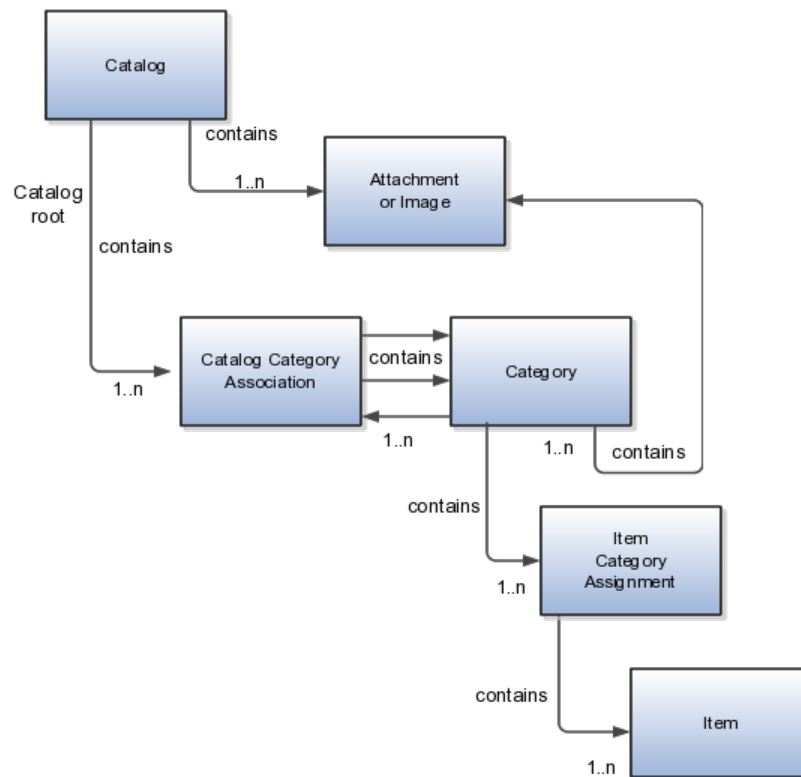 Catalog
contains
1..n
Attachment
or Image
Catalog
root
contains
1..n
Catalog Category
Association
contains
Category
1..n
1..n
contains
contains
1..n
Item
Category
Assignment
contains
1..n
Item